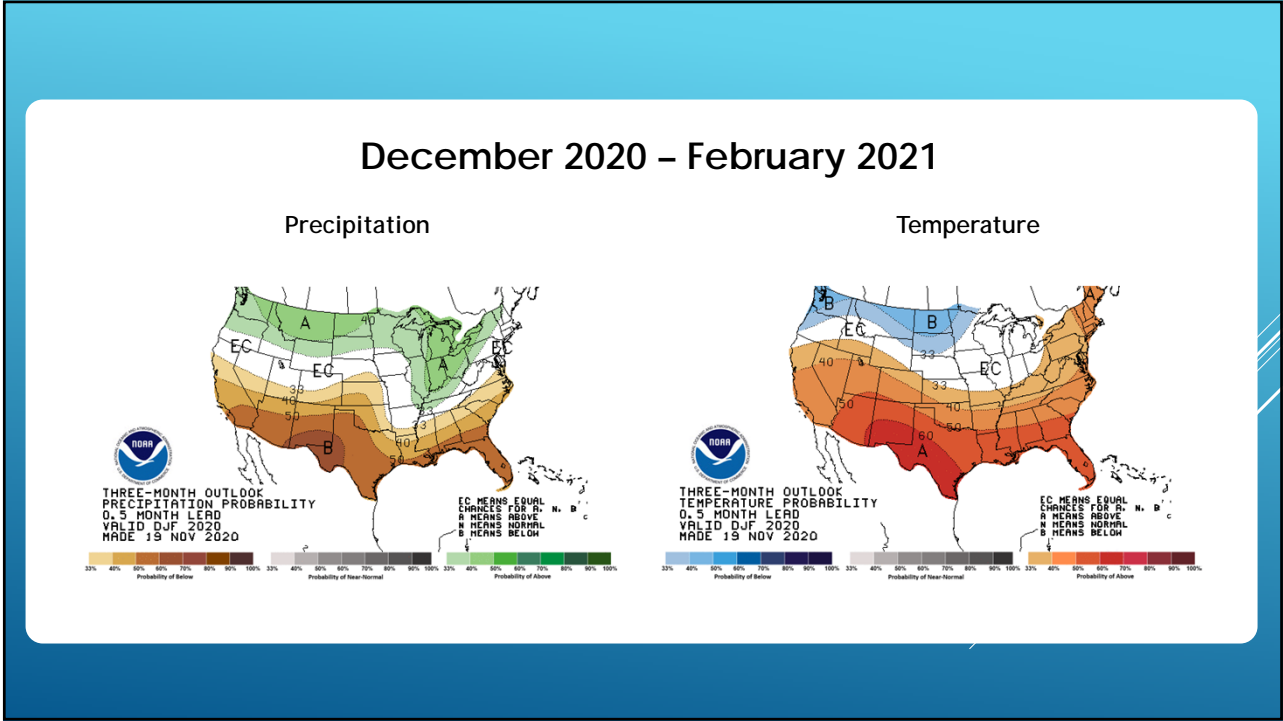 December 2020 – February 2021
Precipitation
A
40
EC
EC
EC
A
33
40
50
33
33
40
50
B
NOAA
THREE-MONTH OUTLOOK
PRECIPITATION PROBABILITY
0.5 MONTH LEAD
VALID DJF 2020
MADE 19 NOV 2020
EC MEANS EQUAL
CHANCES FOR A, N, B
A MEANS ABOVE
N MEANS NORMAL
B MEANS BELOW
33% 40% 50% 60% 70% 80% 90% 100%
Probability of Below
40% 50% 60% 70% 80% 90% 100%
Probability of Near-Normal
33% 40% 50% 60% 70% 80% 90% 100%
Probability of Above
Temperature
B
EC
B
A
33
40
EC
33
40
50
50
60
A
NOAA
THREE-MONTH OUTLOOK
TEMPERATURE PROBABILITY
0.5 MONTH LEAD
VALID DJF 2020
MADE 19 NOV 2020
EC MEANS EQUAL
CHANCES FOR A, N, B
A MEANS ABOVE
N MEANS NORMAL
B MEANS BELOW
33% 40% 50% 60% 70% 80% 90% 100%
Probability of Below
40% 50% 60% 70% 80% 90% 100%
Probability of Near-Normal
33% 40% 50% 60% 70% 80% 90% 100%
Probability of Above